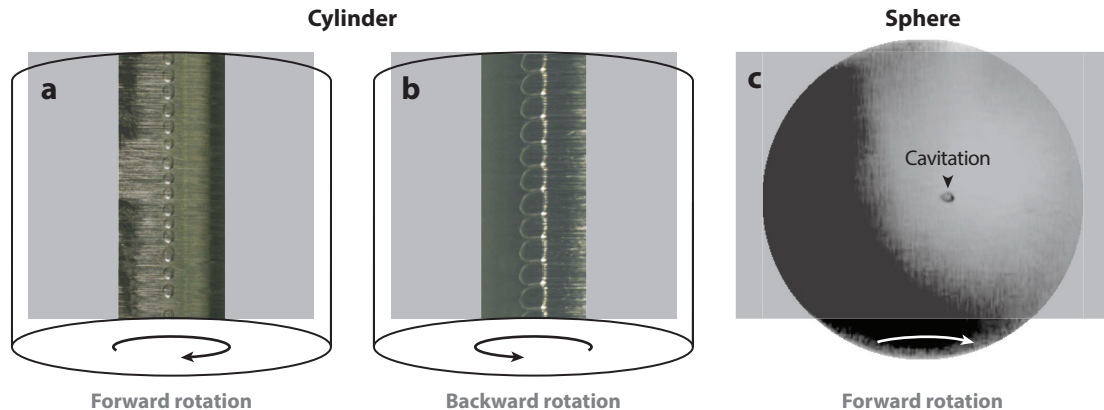 Cylinder
Sphere
a
b
c
Cavitation
Forward rotation
Backward rotation
Forward rotation